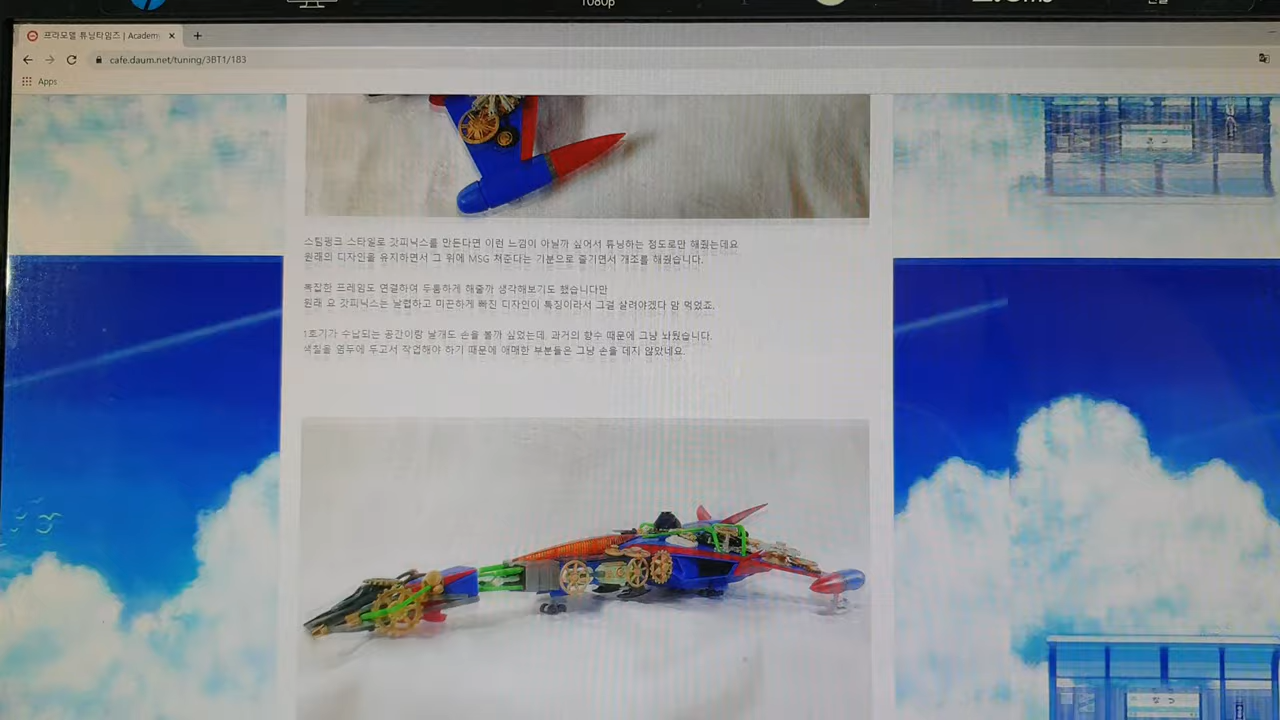 1080p
프라모델 튜닝타임즈 | Academ
cafe.daum.net/tuning/3BT1/183
Apps
스팀펑크 스타일로 갓피닉스를 만든다면 이런 느낌이 아닐까 싶어서 튜닝하는 정도로만 해줬는데요
원래의 디자인을 유지하면서 그 위에 MSG 쳐준다는 기분으로 즐기면서 개조를 해줬습니다.
복잡한 프레임도 연결하여 두툼하게 해줄까 생각해보기도 했습니다만
원래 요 갓피닉스는 날렵하고 미끈하게 빠진 디자인이 특징이라서 그걸 살려야겠다 맘 먹었죠.
1호기가 수납되는 공간이랑 날개도 손을 볼까 싶었는데, 과거의 향수 때문에 그냥 놔뒀습니다.
색칠을 염두에 두고서 작업해야 하기 때문에 애매한 부분들은 그냥 손을 데지 않았네요.
なつ